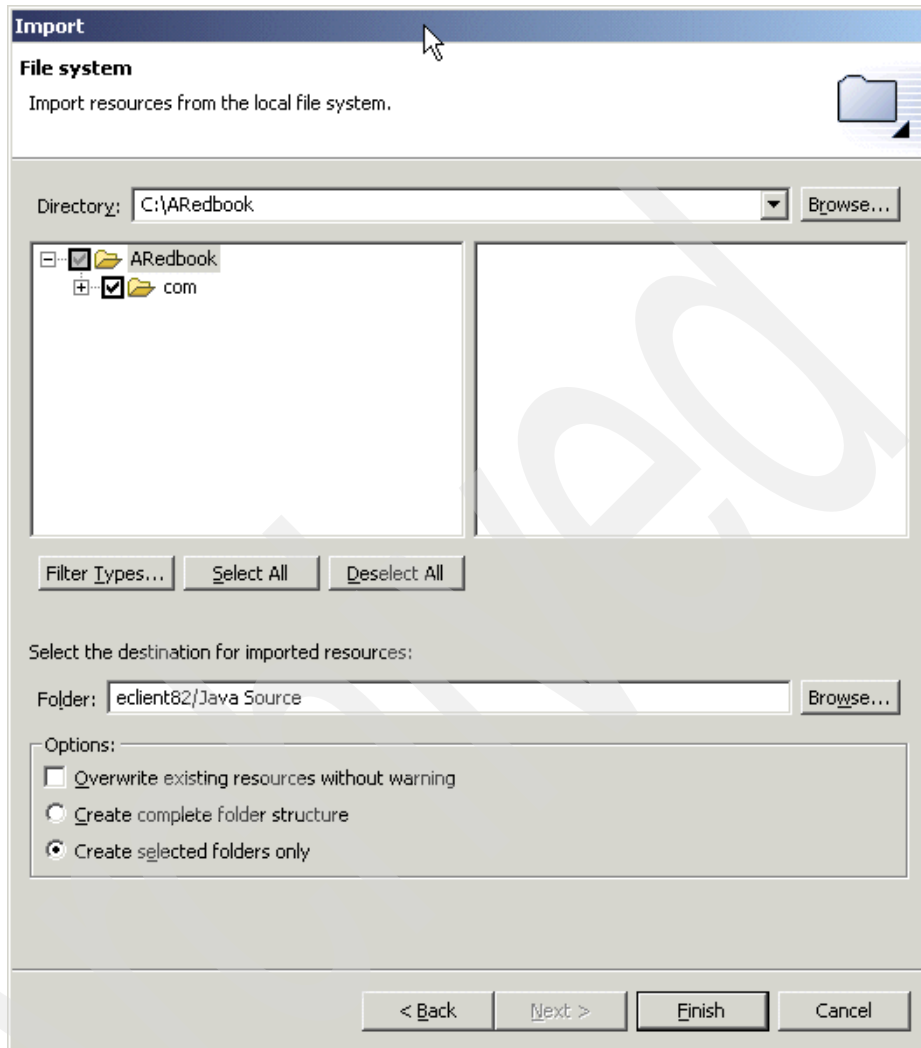 Import
File system
Import resources from the local file system.
Directory: C:\ARedbook Browse...
ARedbook
com
Filter Types... Select All Deselect All
Select the destination for imported resources:
Folder: eclient82/Java Source Browse...
Options:
Overwrite existing resources without warning
Create complete folder structure
Create selected folders only
< Back Next > Finish Cancel